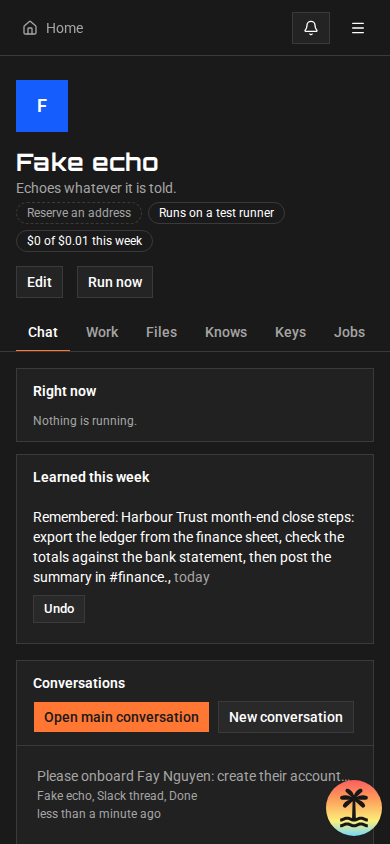 Home
F
Fake echo
Echoes whatever it is told.
Reserve an address Runs on a test runner
$0 of $0.01 this week
Edit Run now
Chat Work Files Knows Keys Jobs
Right now
Nothing is running.
Learned this week
Remembered: Harbour Trust month-end close steps:
export the ledger from the finance sheet, check the
totals against the bank statement, then post the
summary in #finance., today
Undo
Conversations
Open main conversation New conversation
Please onboard Fay Nguyen: create their account…
Fake echo, Slack thread, Done
less than a minute ago